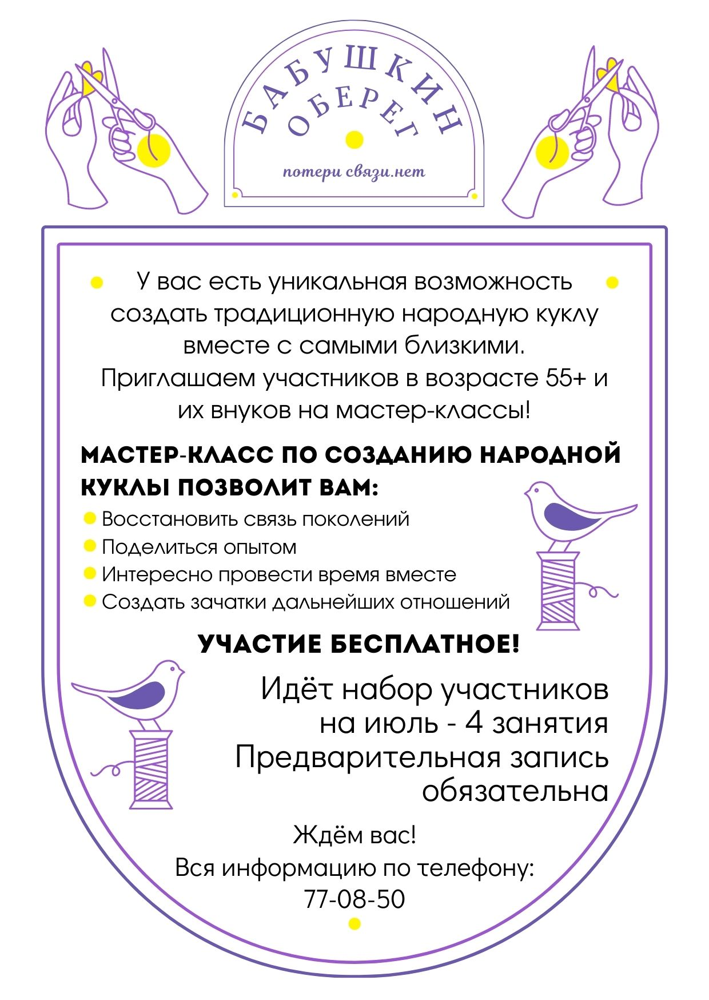 БАБУШКИН
ОБЕРЕГ
потери связи.нет
У вас есть уникальная возможность
создать традиционную народную куклу
вместе с самыми близкими.
Приглашаем участников в возрасте 55+ и
их внуков на мастер-классы!
МАСТЕР-КЛАСС ПО СОЗДАНИЮ НАРОДНОЙ
КУКЛЫ ПОЗВОЛИТ ВАМ:
Восстановить связь поколений
Поделиться опытом
Интересно провести время вместе
Создать зачатки дальнейших отношений
УЧАСТИЕ БЕСПЛАТНОЕ!
Идёт набор участников
на июль - 4 занятия
Предварительная запись
обязательна
Ждём вас!
Вся информацию по телефону:
77-08-50